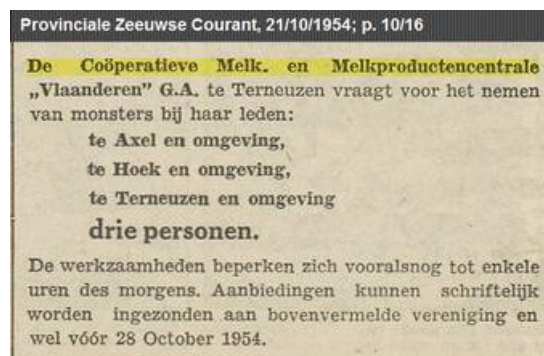 Provinciale Zeeuwse Courant, 21/10/1954; p. 10/16
De Coöperatieve Melk. en Melkproductencentrale
„Vlaanderen” G.A. te Terneuzen vraagt voor het nemen
van monsters bij haar leden:
te Axel en omgeving,
te Hoek en omgeving,
te Terneuzen en omgeving
drie personen.
De werkzaamheden beperken zich vooralsnog tot enkele
uren des morgens. Aanbiedingen kunnen schriftelijk
worden ingezonden aan bovenvermelde vereniging en
wel vóór 28 October 1954.